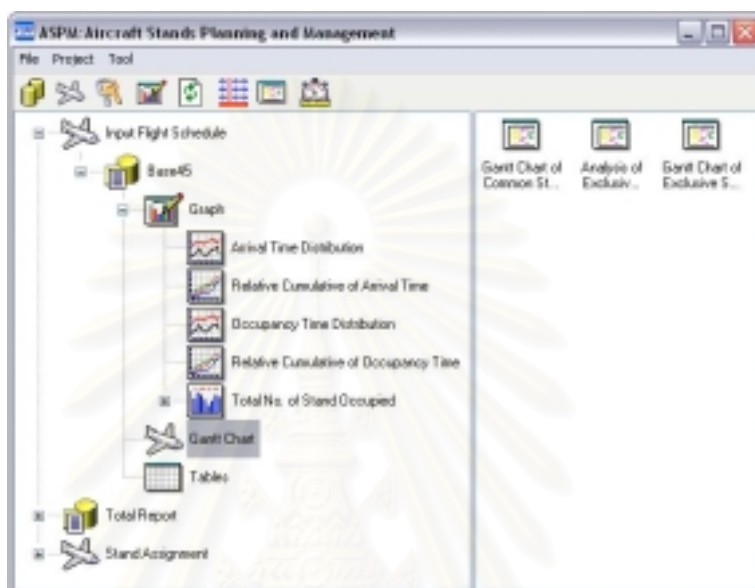 ASPM: Aircraft Stands Planning and Management
File Project Tool
Input Flight Schedule
Base45
Graph
Arrival Time Distribution
Relative Cumulative of Arrival Time
Occupancy Time Distribution
Relative Cumulative of Occupancy Time
Total No. of Stand Occupied
Gantt Chart
Tables
Total Report
Stand Assignment
Gantt Chart of
Common St...
Analysis of
Exclusiv...
Gantt Chart of
Exclusive S...